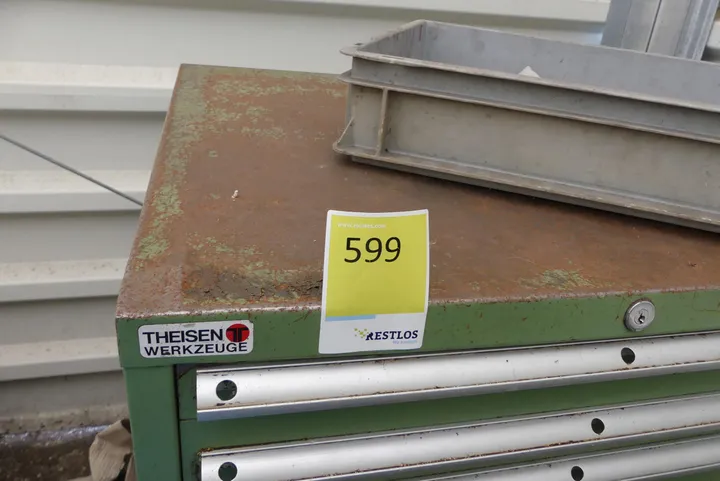 599
RESTLOS
THEISEN
WERKZEUGE